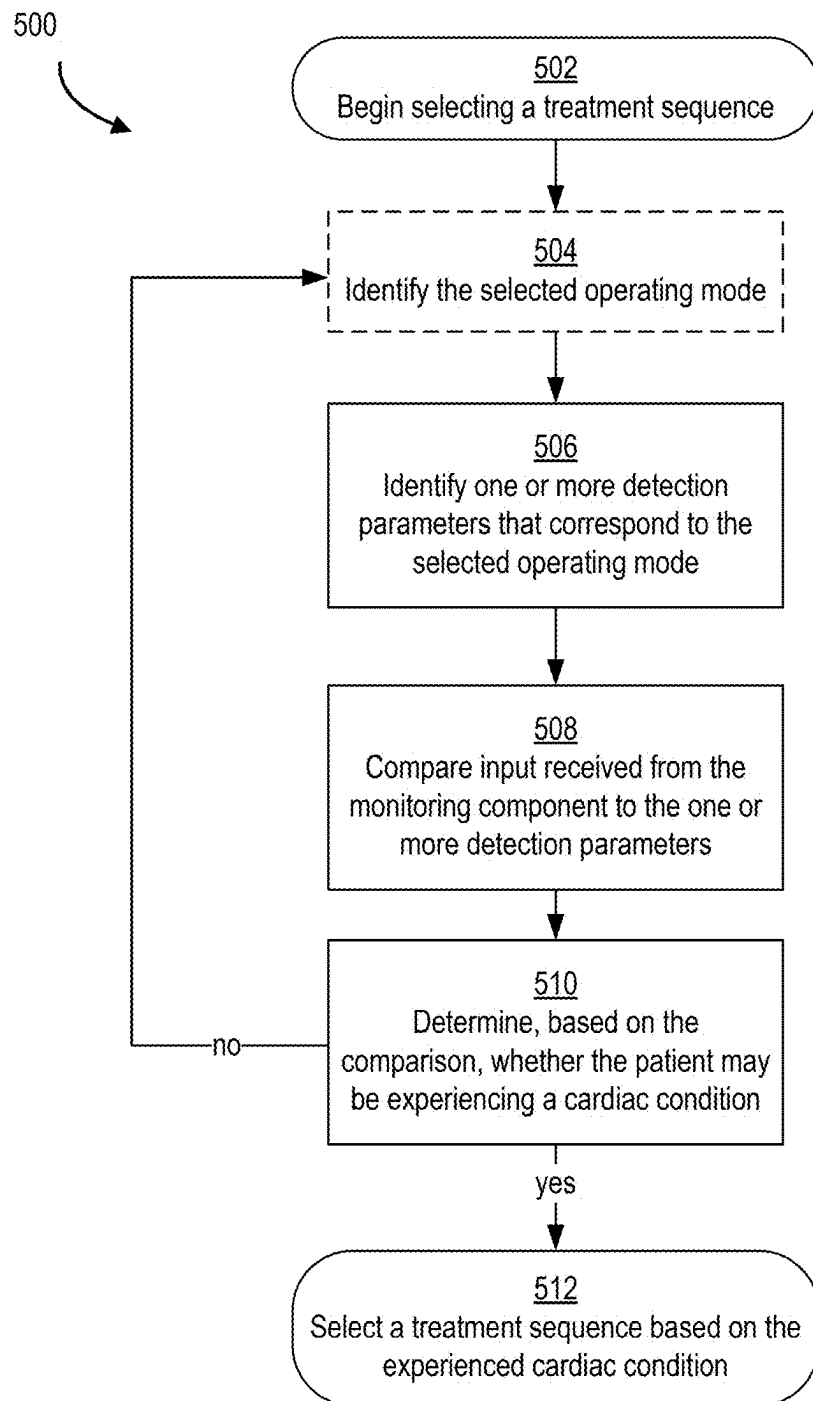 500
502
Begin selecting a treatment sequence
504
Identify the selected operating mode
506
Identify one or more detection
parameters that correspond to the
selected operating mode
508
Compare input received from the
monitoring component to the one or
more detection parameters
510
Determine, based on the
comparison, whether the patient may
be experiencing a cardiac condition
no
yes
512
Select a treatment sequence based on the
experienced cardiac condition